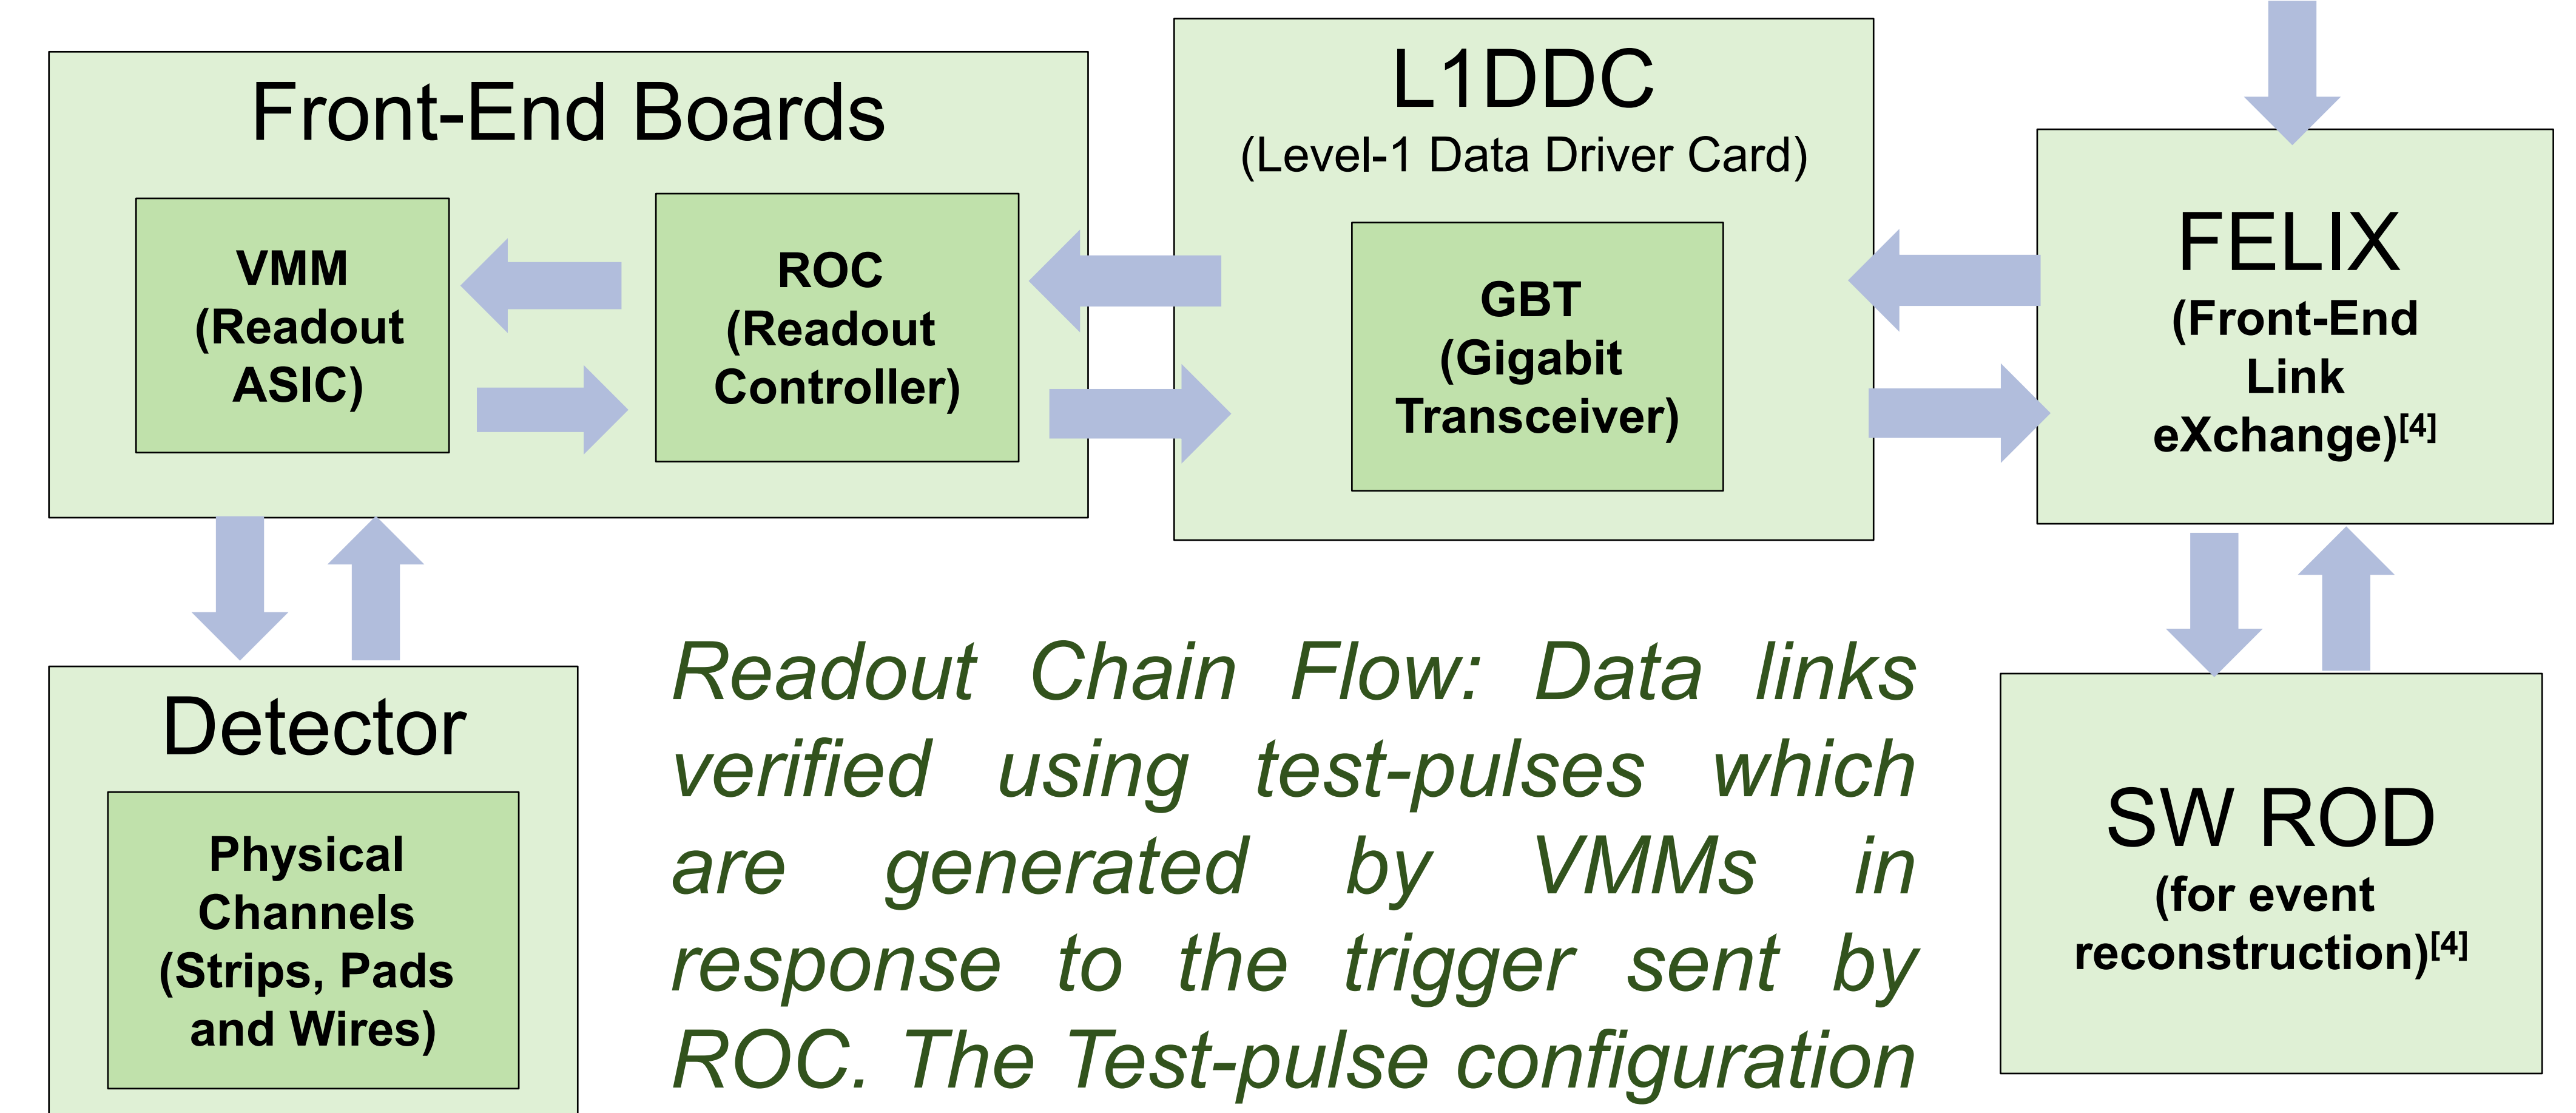 Front-End Boards
VMM
(Readout
ASIC)
ROC
(Readout
Controller)
L1DDC
(Level-1 Data Driver Card)
GBT
(Gigabit
Transceiver)
FELIX
(Front-End
Link
eXchange)[4]
Detector
Physical
Channels
(Strips, Pads
and Wires)
Readout Chain Flow: Data links
verified using test-pulses which
are generated by VMMs in
response to the trigger sent by
ROC. The Test-pulse configuration
SW ROD
(for event
reconstruction)[4]